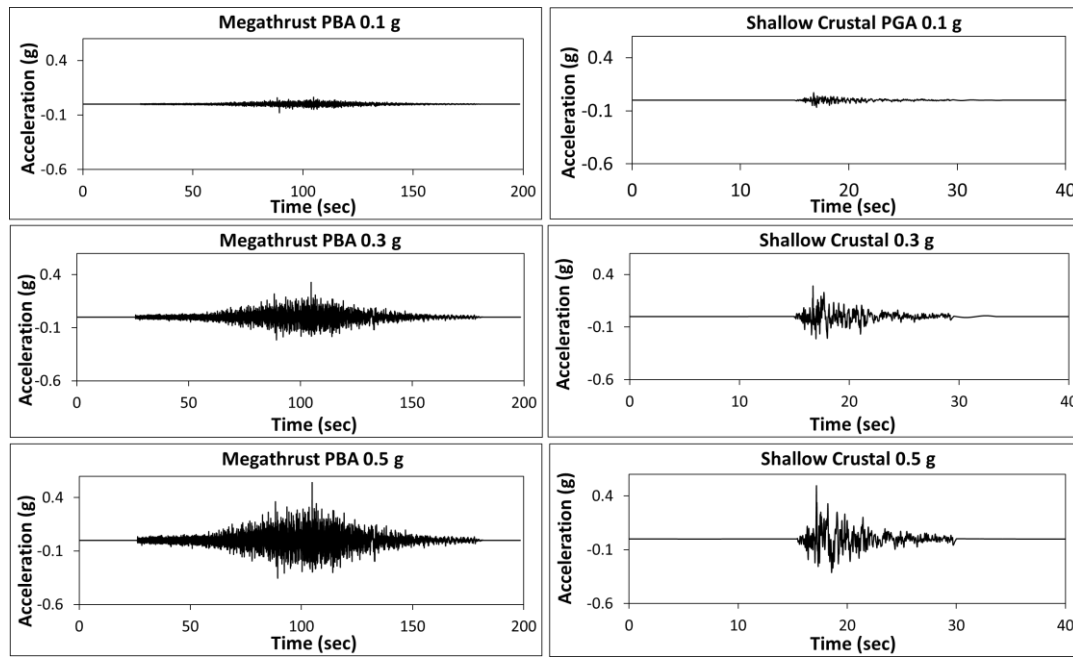 Megathrust PBA 0.1 g
Acceleration (g)
0.4
-0.1
-0.6
0 50 100 150 200
Time (sec)
Shallow Crustal PGA 0.1 g
Acceleration (g)
0.4
-0.1
-0.6
0 10 20 30 40
Time (sec)
Megathrust PBA 0.3 g
Acceleration (g)
0.4
-0.1
-0.6
0 50 100 150 200
Time (sec)
Shallow Crustal 0.3 g
Acceleration (g)
0.4
-0.1
-0.6
0 10 20 30 40
Time (sec)
Megathrust PBA 0.5 g
Acceleration (g)
0.4
-0.1
-0.6
0 50 100 150 200
Time (sec)
Shallow Crustal 0.5 g
Acceleration (g)
0.4
-0.1
-0.6
0 10 20 30 40
Time (sec)